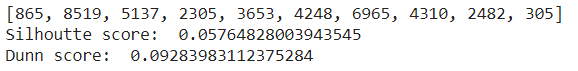 [865, 8519, 5137, 2305, 3653, 4248, 6965, 4310, 2482, 305]
Silhoutte score:  0.05764828003943545
Dunn score:  0.09283983112375284